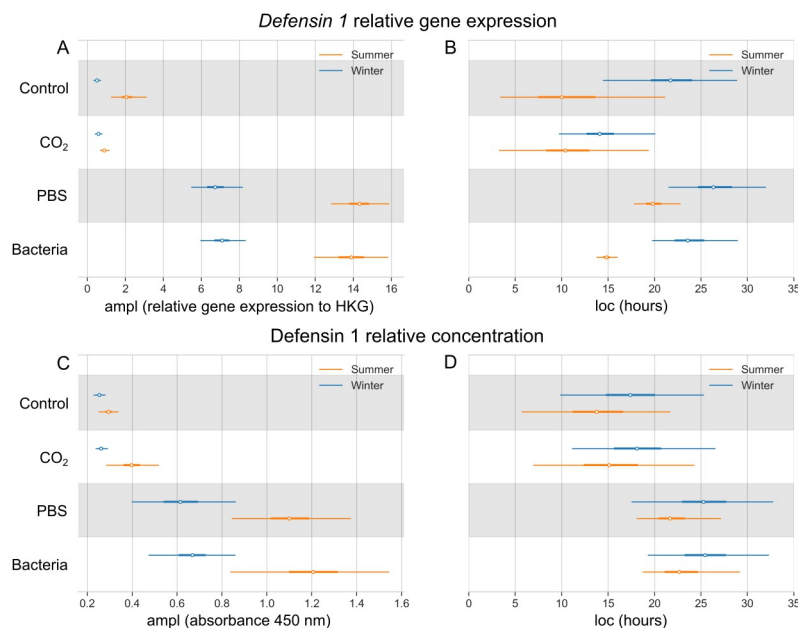 Defensin 1 relative gene expression
A
Summer
Winter
Control
CO₂
PBS
Bacteria
0 2 4 6 8 10 12 14 16
ampl (relative gene expression to HKG)
B
Summer
Winter
0 5 10 15 20 25 30 35
loc (hours)
Defensin 1 relative concentration
C
Summer
Winter
Control
CO₂
PBS
Bacteria
0.2 0.4 0.6 0.8 1.0 1.2 1.4 1.6
ampl (absorbance 450 nm)
D
Summer
Winter
0 5 10 15 20 25 30 35
loc (hours)